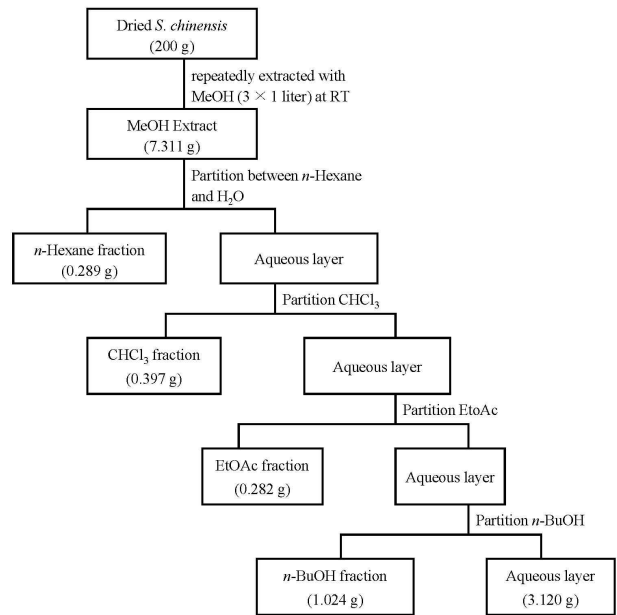 Dried S. chinensis
(200 g)
repeatedly extracted with
MeOH (3 × 1 liter) at RT
MeOH Extract
(7.311 g)
Partition between n-Hexane
and H₂O
n-Hexane fraction
(0.289 g)
Aqueous layer
Partition CHCl₃
CHCl₃ fraction
(0.397 g)
Aqueous layer
Partition EtoAc
EtOAc fraction
(0.282 g)
Aqueous layer
Partition n-BuOH
n-BuOH fraction
(1.024 g)
Aqueous layer
(3.120 g)